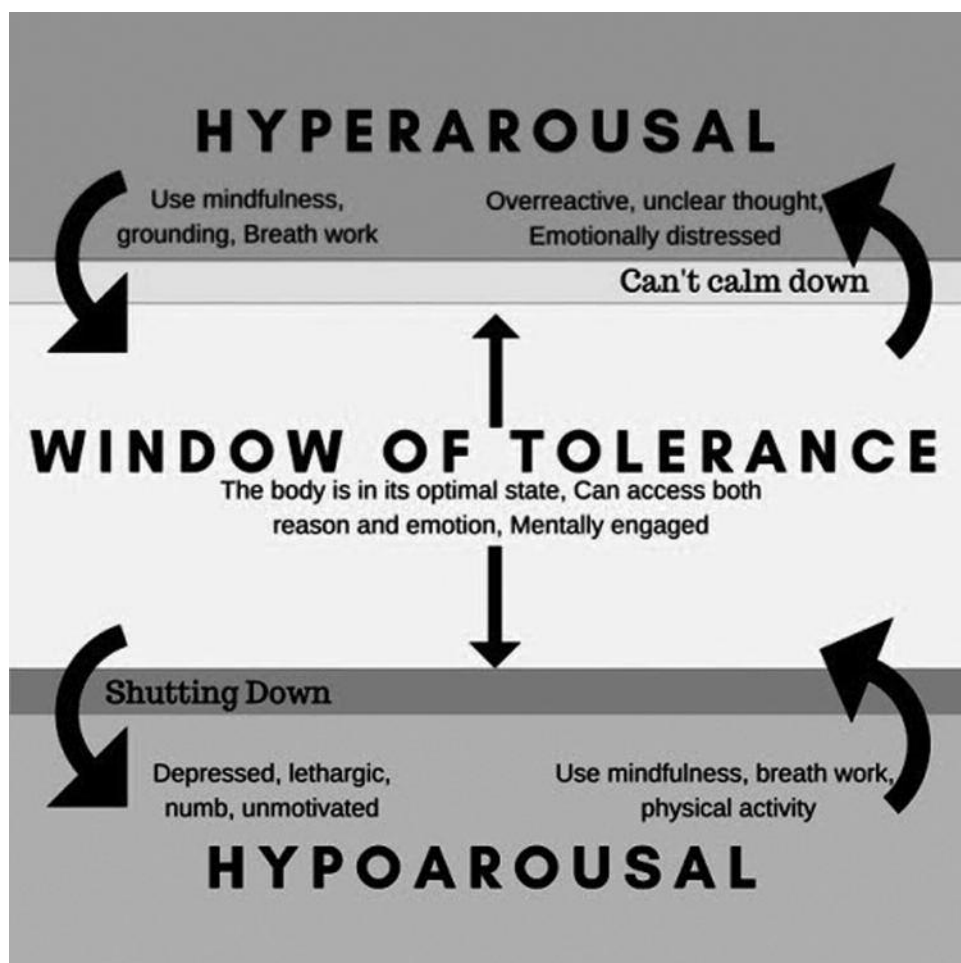 HYPERAROUSAL
Use mindfulness,
grounding, Breath work
Overreactive, unclear thought,
Emotionally distressed
Can't calm down
WINDOW OF TOLERANCE
The body is in its optimal state, Can access both
reason and emotion, Mentally engaged
Shutting Down
Depressed, lethargic,
numb, unmotivated
Use mindfulness, breath work,
physical activity
HYPOAROUSAL